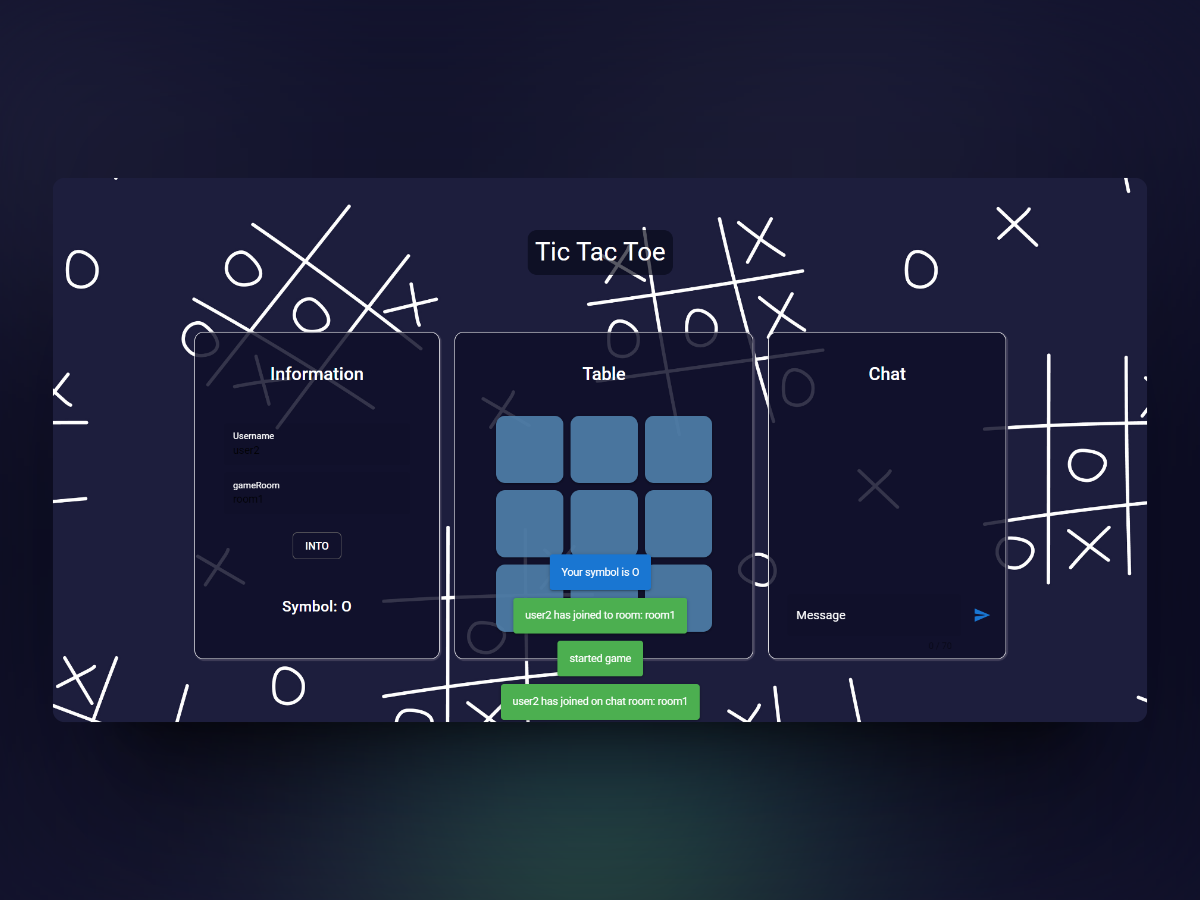 Tic Tac Toe
Information
Username
user2
gameRoom
room1
INTO
Symbol: O
Table
Your symbol is O
user2 has joined to room: room1
started game
user2 has joined on chat room: room1
Chat
Message